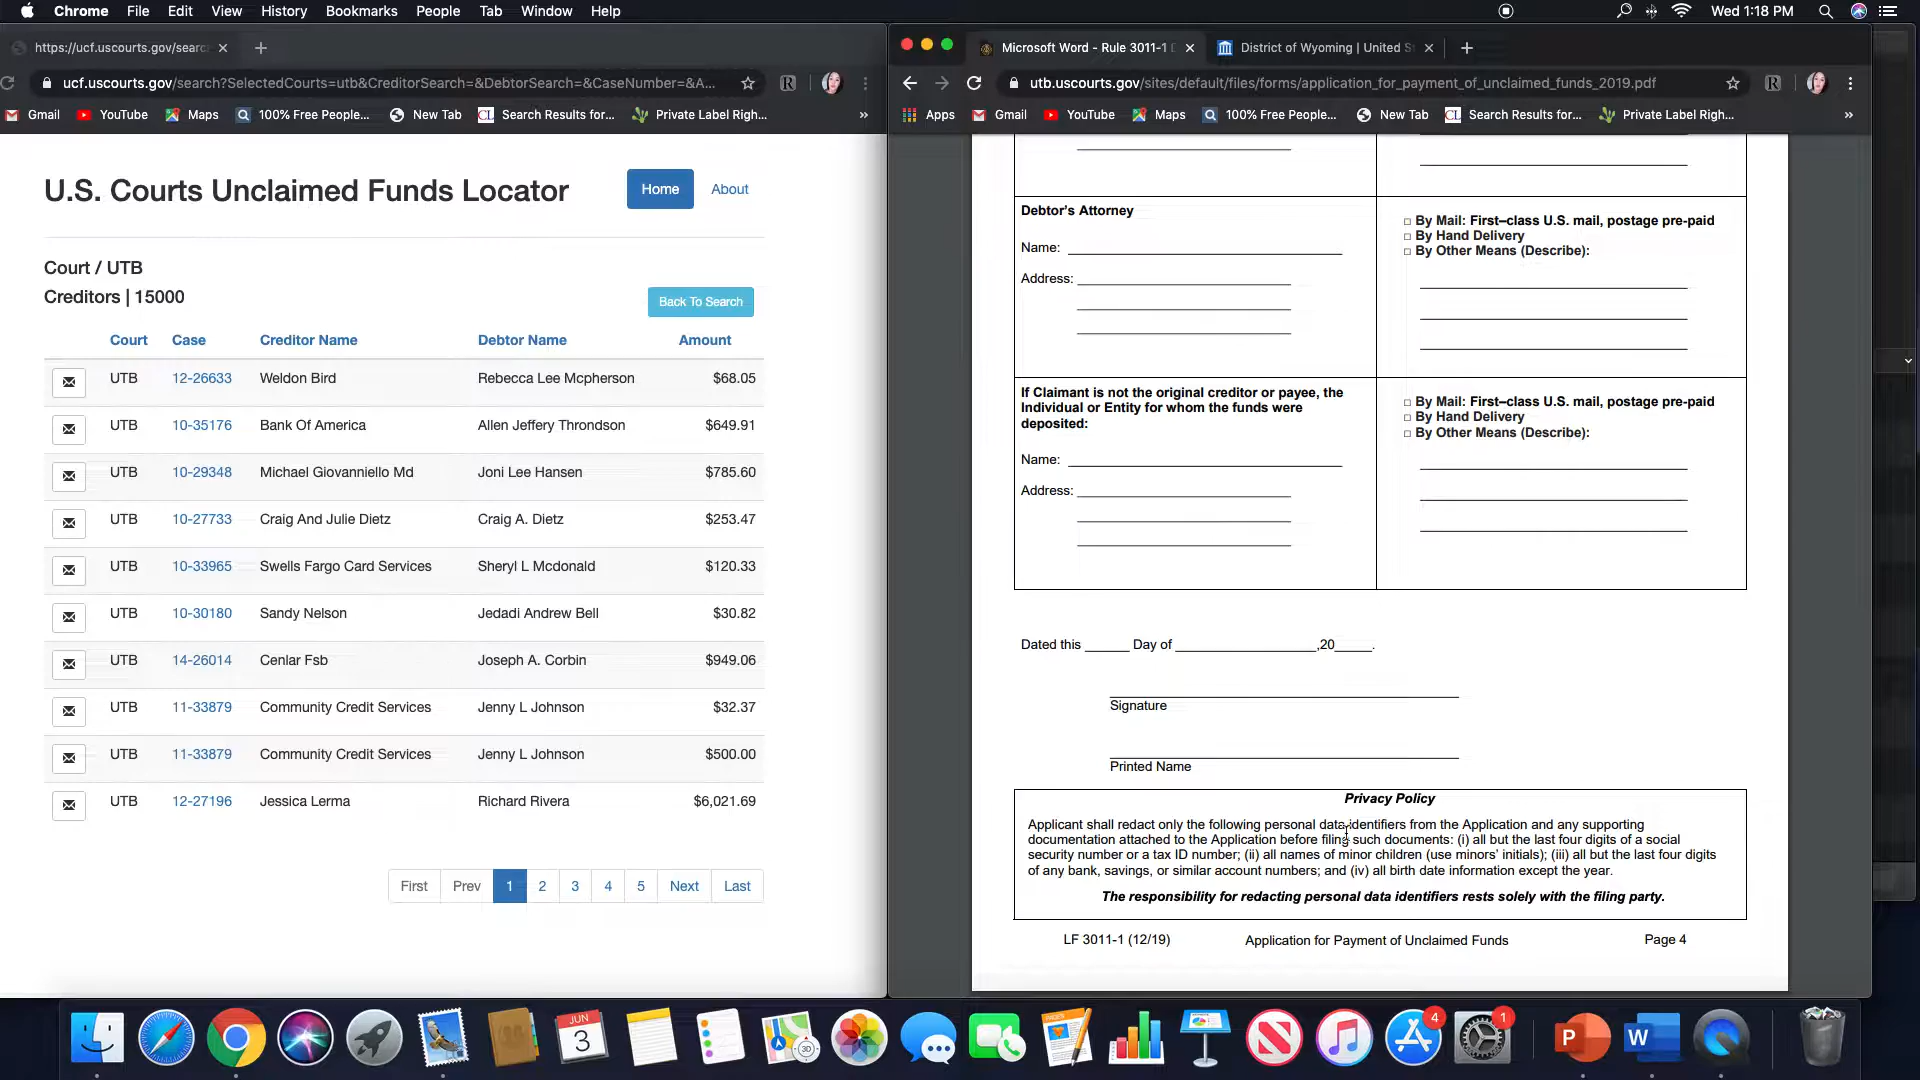 Chrome File Edit View History Bookmarks People Tab Window Help
Wed 1:18 PM
https://ucf.uscourts.gov/searc
ucf.uscourts.gov/search?SelectedCourts=utb&CreditorSearch=&DebtorSearch=&CaseNumber=&A...
Gmail YouTube Maps 100% Free People... New Tab Search Results for... Private Label Righ... »
U.S. Courts Unclaimed Funds Locator
Home About
Court / UTB
Creditors | 15000
Back To Search
Court Case Creditor Name Debtor Name Amount
UTB 12-26633 Weldon Bird Rebecca Lee Mcpherson $68.05
UTB 10-35176 Bank Of America Allen Jeffery Throndson $649.91
UTB 10-29348 Michael Giovanniello Md Joni Lee Hansen $785.60
UTB 10-27733 Craig And Julie Dietz Craig A. Dietz $253.47
UTB 10-33965 Swells Fargo Card Services Sheryl L Mcdonald $120.33
UTB 10-30180 Sandy Nelson Jedadi Andrew Bell $30.82
UTB 14-26014 Cenlar Fsb Joseph A. Corbin $949.06
UTB 11-33879 Community Credit Services Jenny L Johnson $32.37
UTB 11-33879 Community Credit Services Jenny L Johnson $500.00
UTB 12-27196 Jessica Lerma Richard Rivera $6,021.69
First Prev 1 2 3 4 5 Next Last
Microsoft Word - Rule 3011-1 District of Wyoming | United
utb.uscourts.gov/sites/default/files/forms/application_for_payment_of_unclaimed_funds_2019.pdf
Apps Gmail YouTube Maps 100% Free People... New Tab CL Search Results for... Private Label Righ... »
Debtor's Attorney
Name:
Address:
□ By Mail: First–class U.S. mail, postage pre-paid
□ By Hand Delivery
□ By Other Means (Describe):
If Claimant is not the original creditor or payee, the
Individual or Entity for whom the funds were
deposited:
Name:
Address:
□ By Mail: First–class U.S. mail, postage pre-paid
□ By Hand Delivery
□ By Other Means (Describe):
Dated this ______ Day of ___________________,20_____.
Signature
Printed Name
Privacy Policy
Applicant shall redact only the following personal data identifiers from the Application and any supporting
documentation attached to the Application before filing such documents: (i) all but the last four digits of a social
security number or a tax ID number; (ii) all names of minor children (use minors' initials); (iii) all but the last four digits
of any bank, savings, or similar account numbers; and (iv) all birth date information except the year.
The responsibility for redacting personal data identifiers rests solely with the filing party.
LF 3011-1 (12/19) Application for Payment of Unclaimed Funds Page 4
JUN
3
4
1
P
W